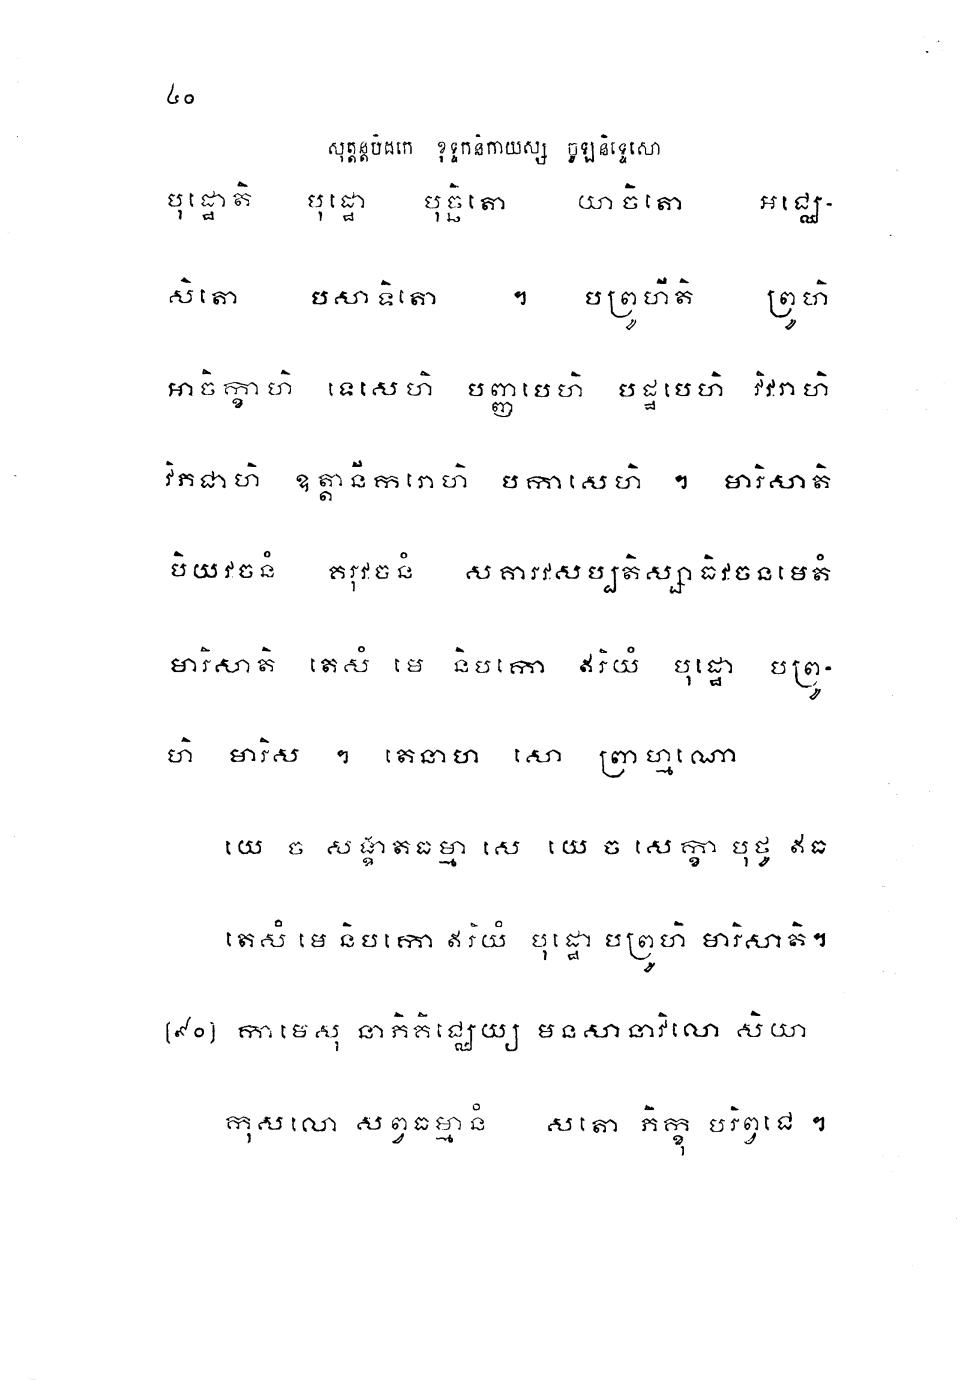 ៤០
សុត្តន្តបិដកេ ខុទ្ទកនិកាយស្ស ចូឡនិទ្ទេសោ
បុដ្ឋោតិ បុដ្ឋោ បុច្ឆិតោ យាចិតោ អជ្ឈេ-
សិតោ បសាទិតោ ។ បព្រូហីតិ ព្រូហិ
អាចិក្ខាហិ ទេសេហិ បញ្ញាបេហិ បដ្ឋបេហិ វិវរាហិ
វិភជាហិ ឧត្តានីករោហិ បកាសេហិ ។ មារិសាតិ
បិយវចនំ គរុវចនំ សគារវសប្បតិស្សាធិវចនមេតំ
មារិសាតិ តេសំ មេ និបកោ ឥរិយំ បុដ្ឋោ បព្រូ-
ហិ មារិស ។ តេនាហ សោ ព្រាហ្មណោ
យេ ច សង្ខាតធម្មា សេ យេ ច សេក្ខា បុថូ ឥធ
តេសំ មេ និបកោ ឥរិយំ បុដ្ឋោ បព្រូហិ មារិសាតិ។
(៩០) កាមេសុ នាភិគិជ្ឈេយ្យ មនសានាវិលោ សិយា
កុសលោ សព្វធម្មានំ សតោ ភិក្ខុ បរិព្វជេ ។